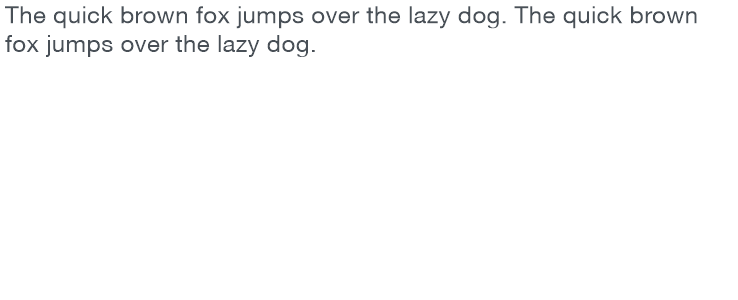 The quick brown fox jumps over the lazy dog. The quick brown
fox jumps over the lazy dog.